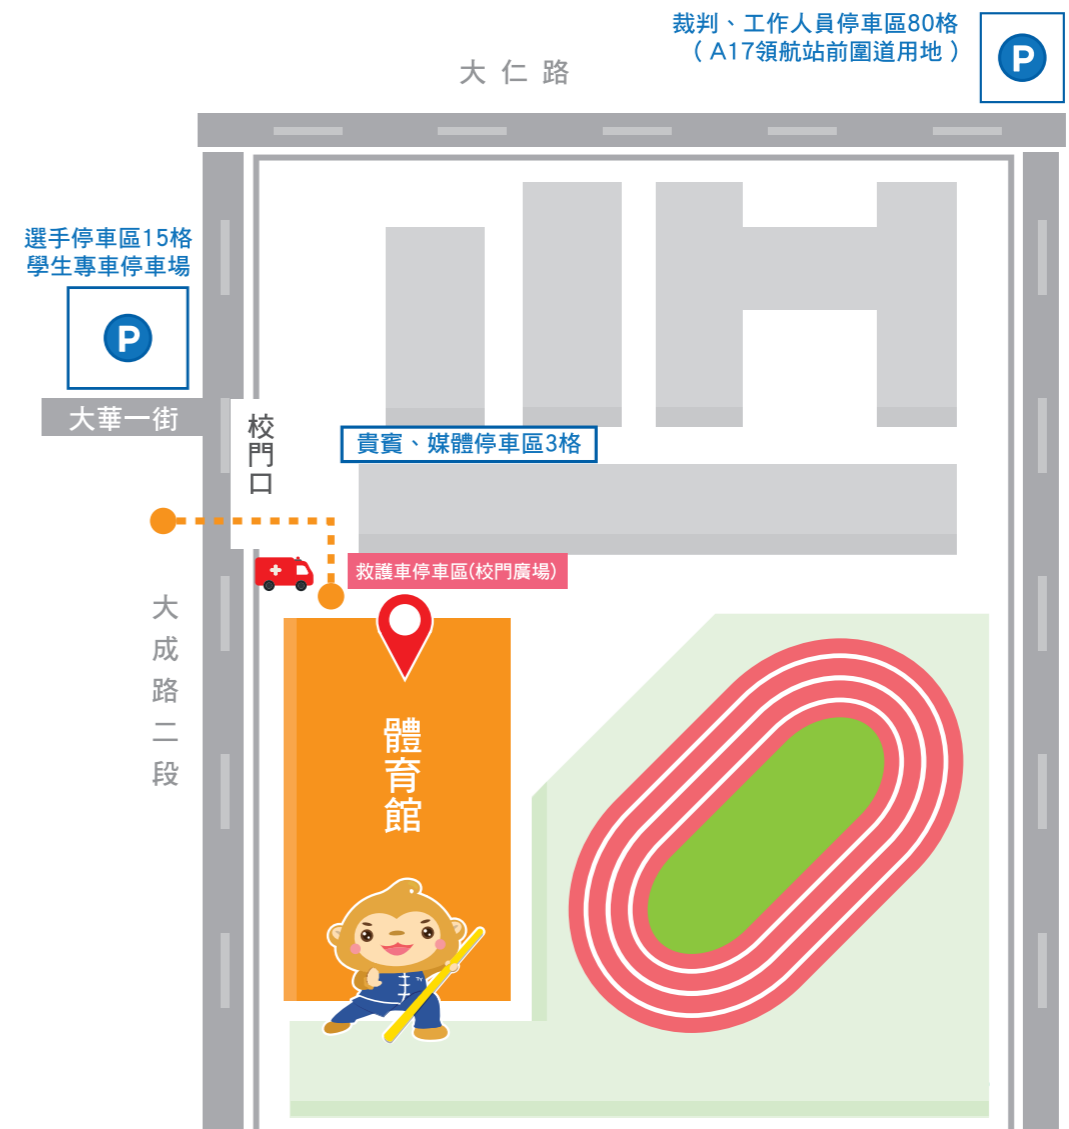 裁判、工作人員停車區80格
（ A17領航站前圍道用地 ）
P
大仁路
選手停車區15格
學生專車停車場
P
大華一街
校門口
貴賓、媒體停車區3格
救護車停車區(校門廣場)
大成路二段
體育館